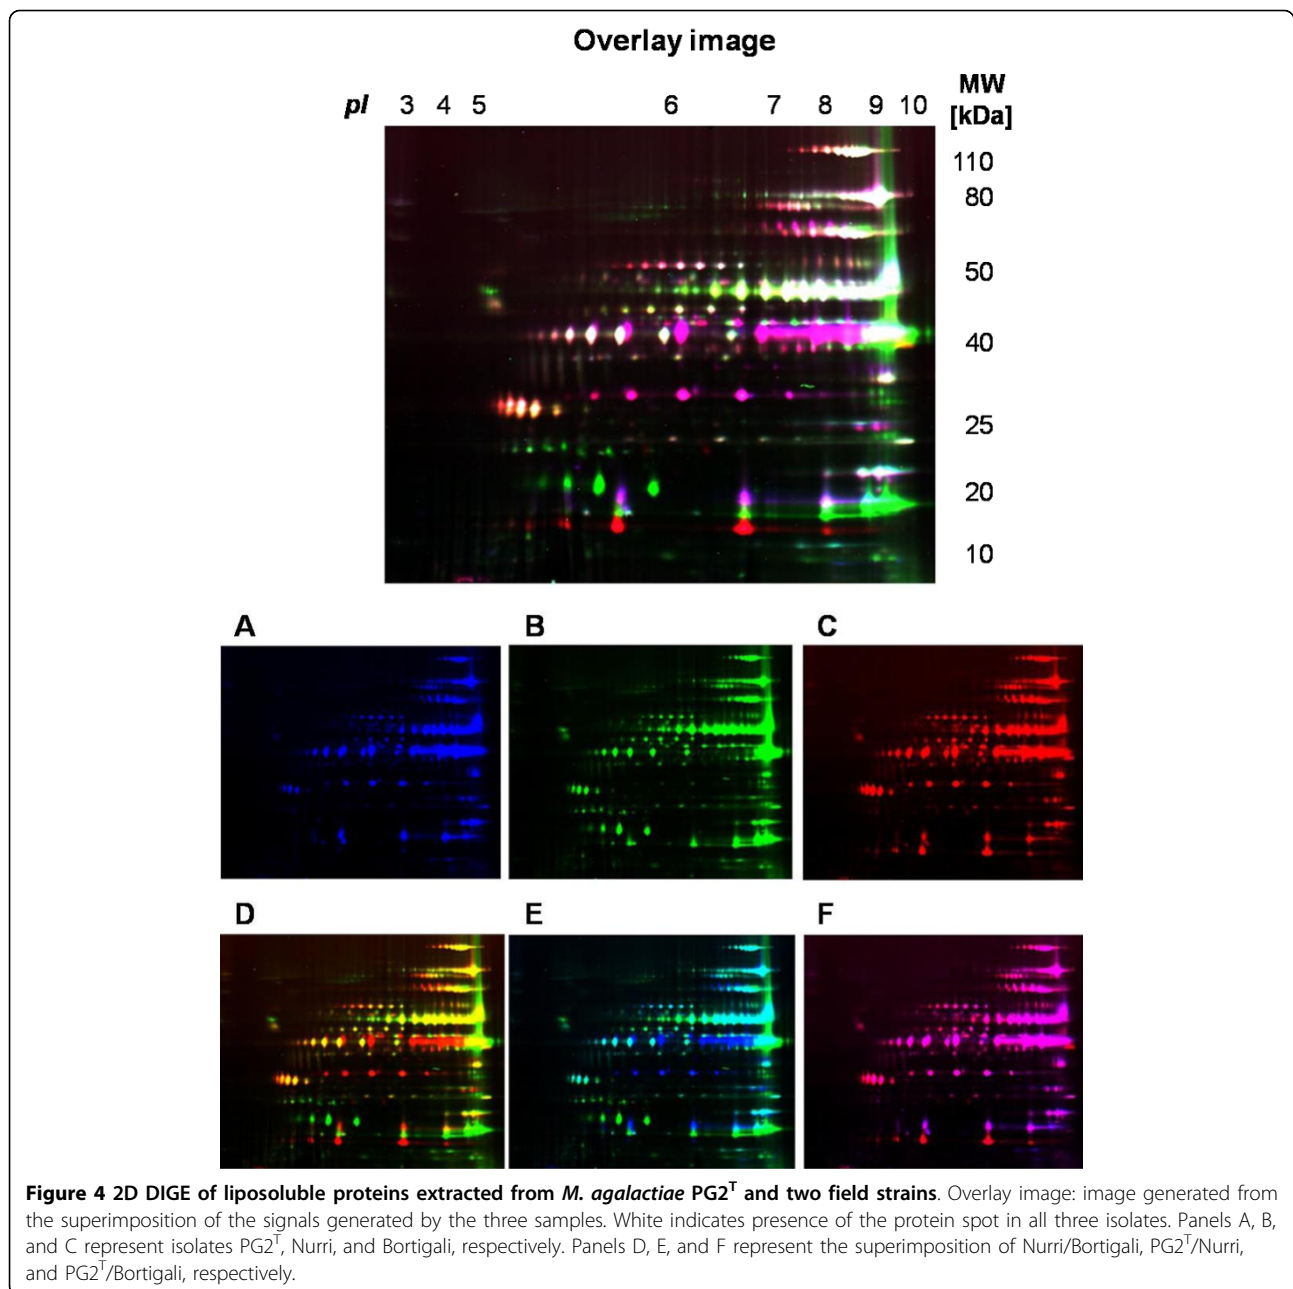 Overlay image
pI 3 4 5 6 7 8 9 10
MW
[kDa]
110
80
50
40
25
20
10
A B C
D E F
Figure 4 2D DIGE of liposoluble proteins extracted from M. agalactiae PG2ᵀ and two field strains. Overlay image: image generated from
the superimposition of the signals generated by the three samples. White indicates presence of the protein spot in all three isolates. Panels A, B,
and C represent isolates PG2ᵀ, Nurri, and Bortigali, respectively. Panels D, E, and F represent the superimposition of Nurri/Bortigali, PG2ᵀ/Nurri,
and PG2ᵀ/Bortigali, respectively.